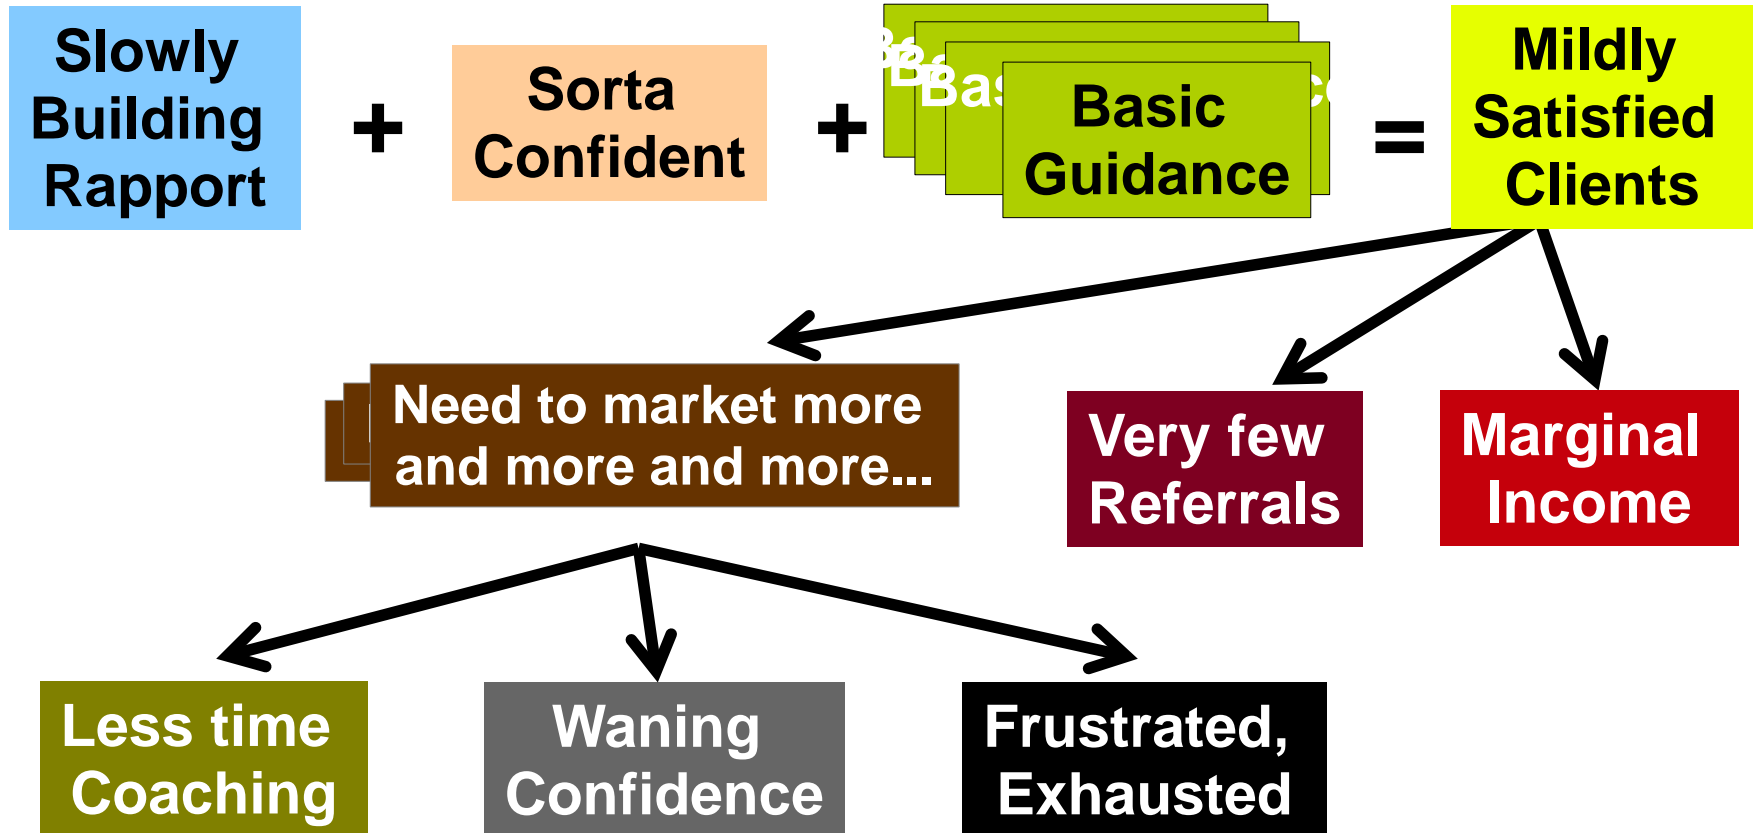 Slowly
Building
Rapport
+
Sorta
Confident
+
Basic
Guidance
=
Mildly
Satisfied
Clients
Need to market more
and more and more...
Very few
Referrals
Marginal
Income
Less time
Coaching
Waning
Confidence
Frustrated,
Exhausted